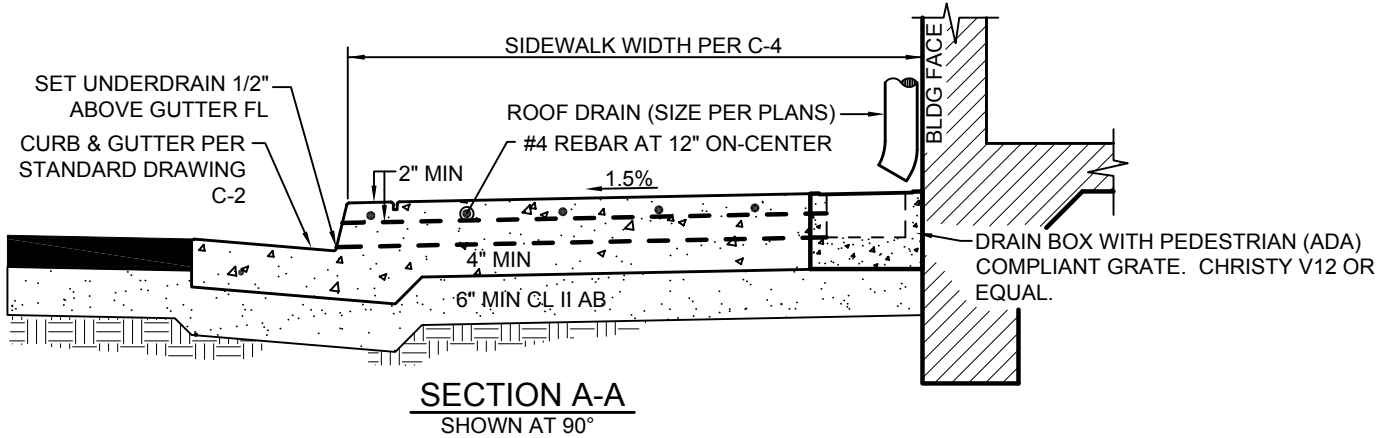 SIDEWALK WIDTH PER C-4
SET UNDERDRAIN 1/2"
ABOVE GUTTER FL
CURB & GUTTER PER
STANDARD DRAWING
C-2
2" MIN
ROOF DRAIN (SIZE PER PLANS)
#4 REBAR AT 12" ON-CENTER
1.5%
BLDG FACE
4" MIN
6" MIN CL II AB
DRAIN BOX WITH PEDESTRIAN (ADA)
COMPLIANT GRATE. CHRISTY V12 OR
EQUAL.
SECTION A-A
SHOWN AT 90°